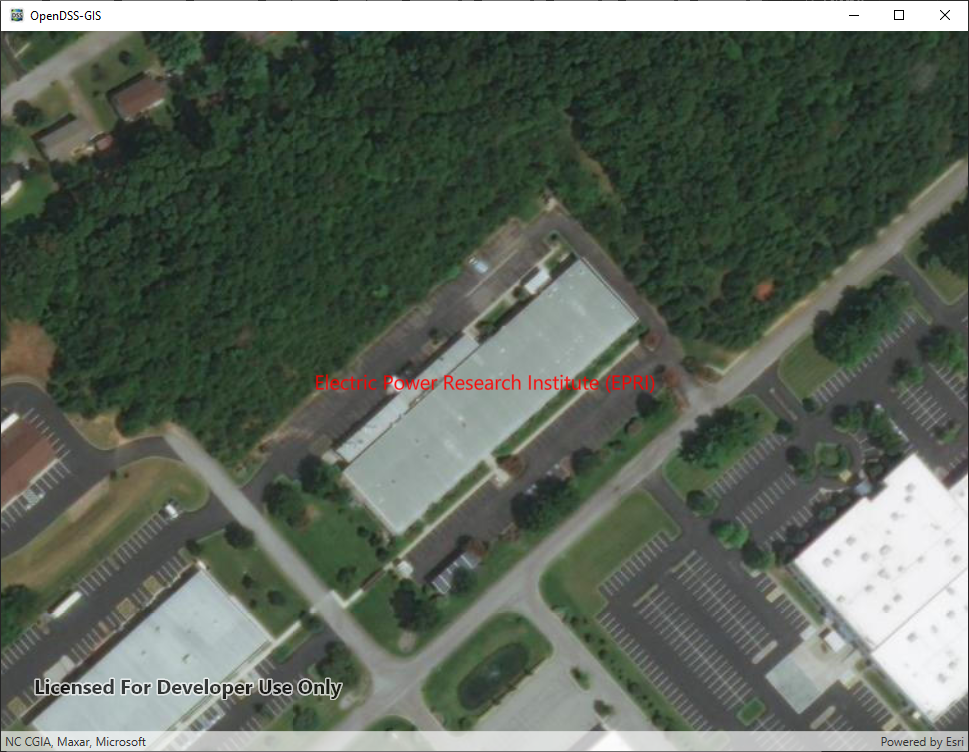 OpenDSS-GIS
Electric Power Research Institute (EPRI)
Licensed For Developer Use Only
NC CGIA, Maxar, Microsoft
Powered by Esri